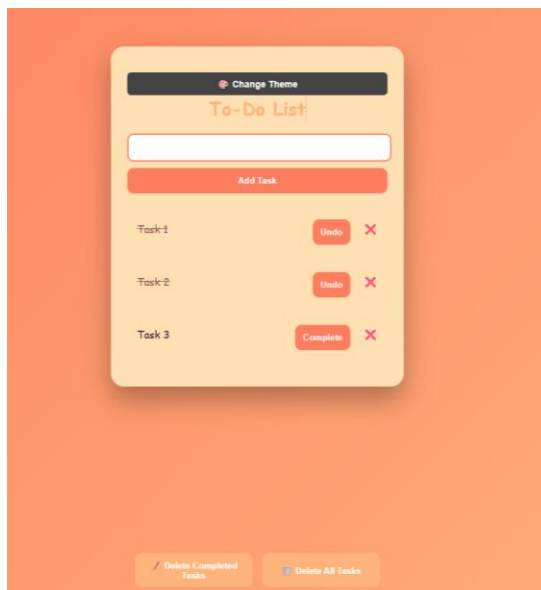 🎨 Change Theme
To-Do List
Add Task
Task 1
Undo
Task 2
Undo
Task 3
Complete
Delete Completed
Tasks
Delete All Tasks